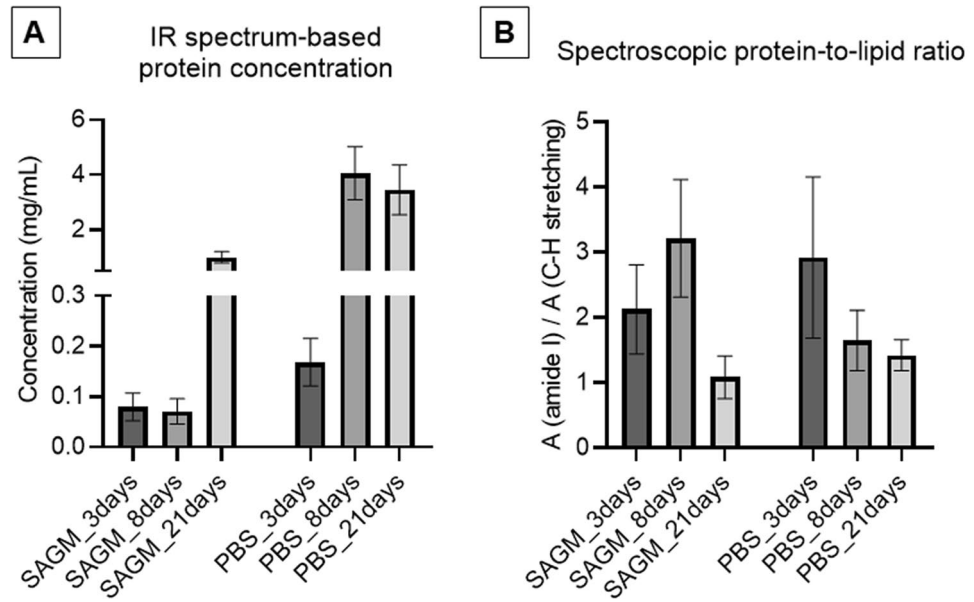 A
IR spectrum-based
protein concentration
Concentration (mg/mL)
6
4
2
0.3
0.2
0.1
0.0
SAGM_3days
SAGM_8days
SAGM_21days
PBS_3days
PBS_8days
PBS_21days
B
Spectroscopic protein-to-lipid ratio
A (amide I) / A (C-H stretching)
5
4
3
2
1
0
SAGM_3days
SAGM_8days
SAGM_21days
PBS_3days
PBS_8days
PBS_21days